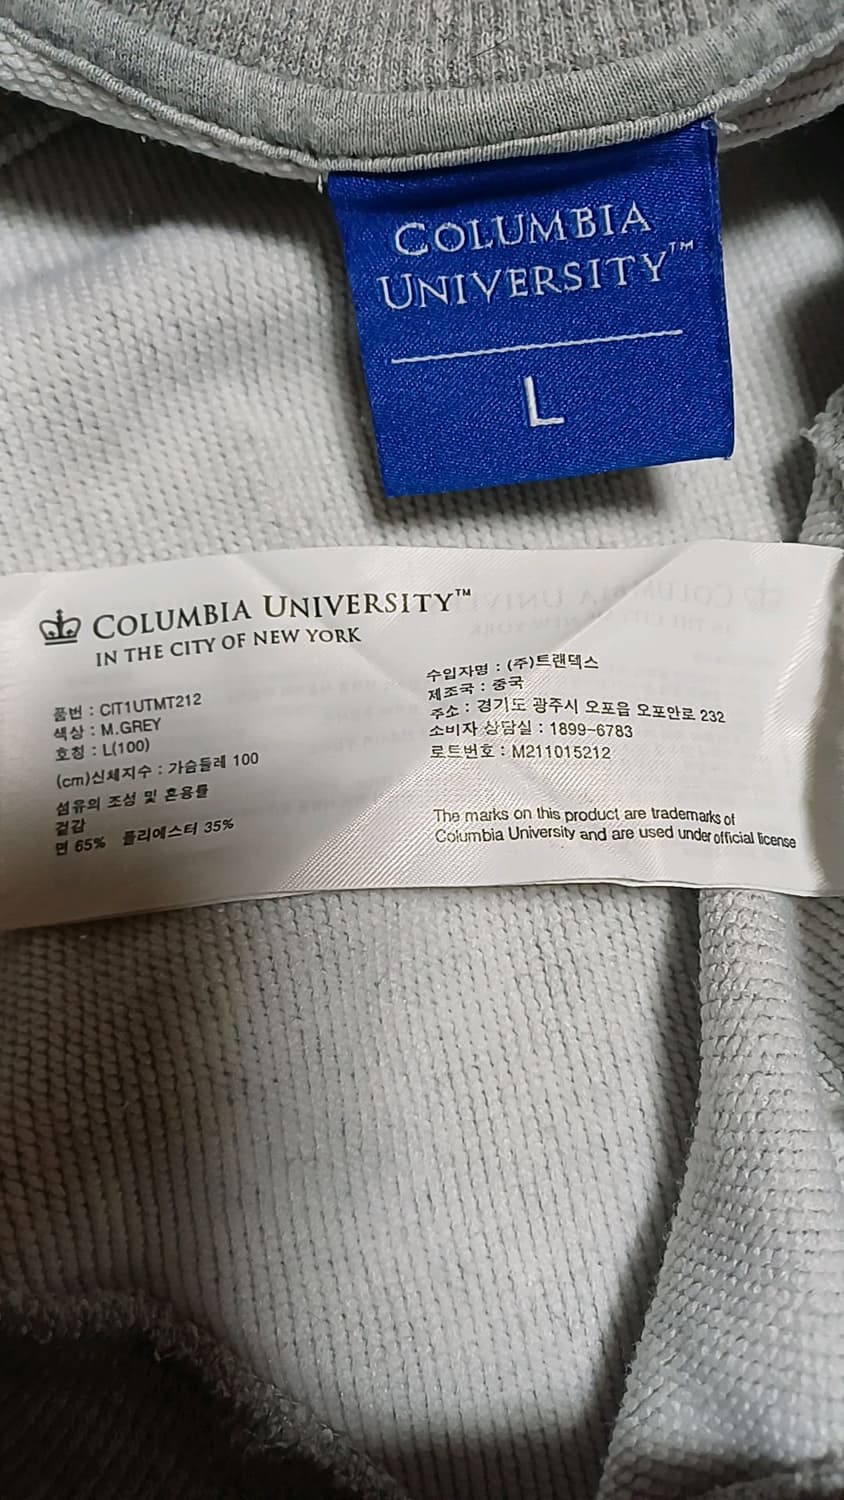 COLUMBIA
UNIVERSITY™
L
COLUMBIA UNIVERSITY™
IN THE CITY OF NEW YORK
품번 : CIT1UTMT212
색상 : M.GREY
호칭 : L(100)
(cm)신체지수 : 가슴들레 100
섬유의 조성 및 혼용률
겉감
면 65% 폴리에스터 35%
수입자명 : (주)트랜덱스
제조국 : 중국
주소 : 경기도 광주시 오포읍 오포안로 232
소비자 상담실 : 1899-6783
로트번호 : M211015212
The marks on this product are trademarks of
Columbia University and are used under official license